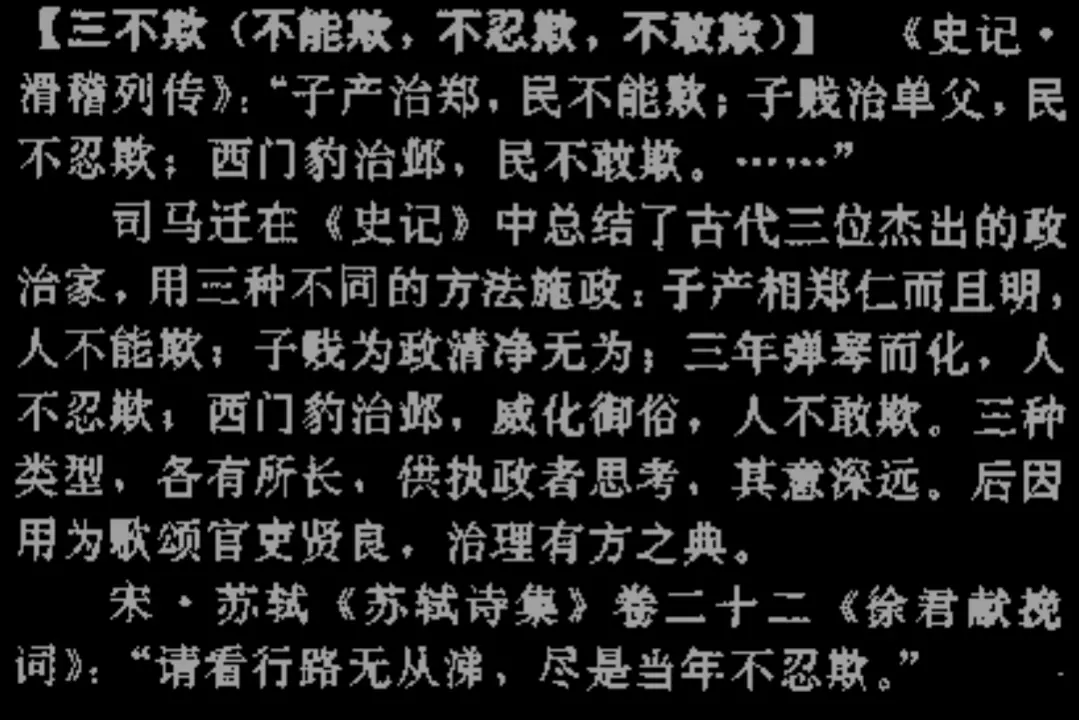 【三不欺（不能欺，不忍欺，不敢欺）】 《史记·
滑稽列传》：“子产治郑，民不能欺；子贱治单父，民
不忍欺；西门豹治邺，民不敢欺。……”
司马迁在《史记》中总结了古代三位杰出的政
治家，用三种不同的方法施政：子产相郑仁而且明，
人不能欺；子贱为政清净无为；三年弹琴而化，人
不忍欺；西门豹治邺，威化御俗，人不敢欺。三种
类型，各有所长，供执政者思考，其意深远。后因
用为歌颂官吏贤良，治理有方之典。
宋·苏轼《苏轼诗集》卷二十二《徐君猷挽
词》：“请看行路无从涕，尽是当年不忍欺。”